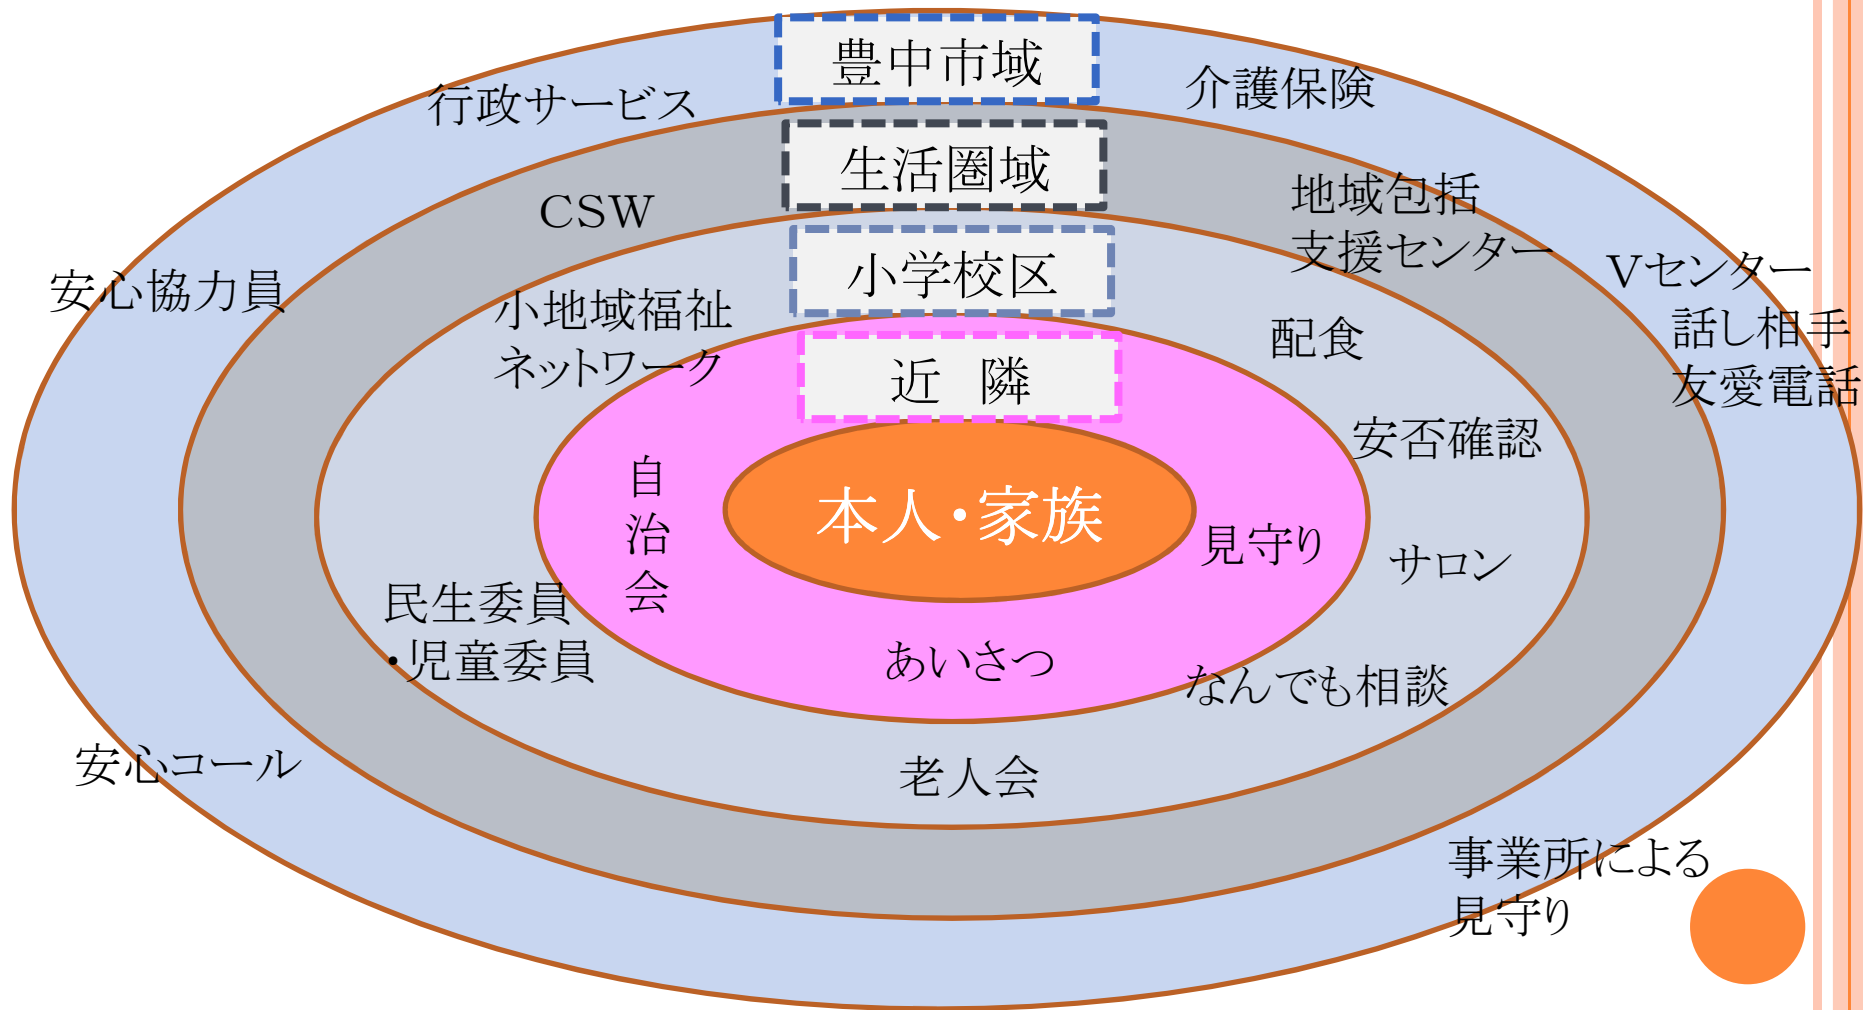 豊中市域
行政サービス
介護保険
生活圏域
CSW
地域包括
支援センター
安心協力員
小学校区
Vセンター
小地域福祉
ネットワーク
話し相手
友愛電話
配食
近　隣
安否確認
自
治
会
本人・家族
見守り
サロン
民生委員
・児童委員
あいさつ
なんでも相談
安心コール
老人会
事業所による
見守り